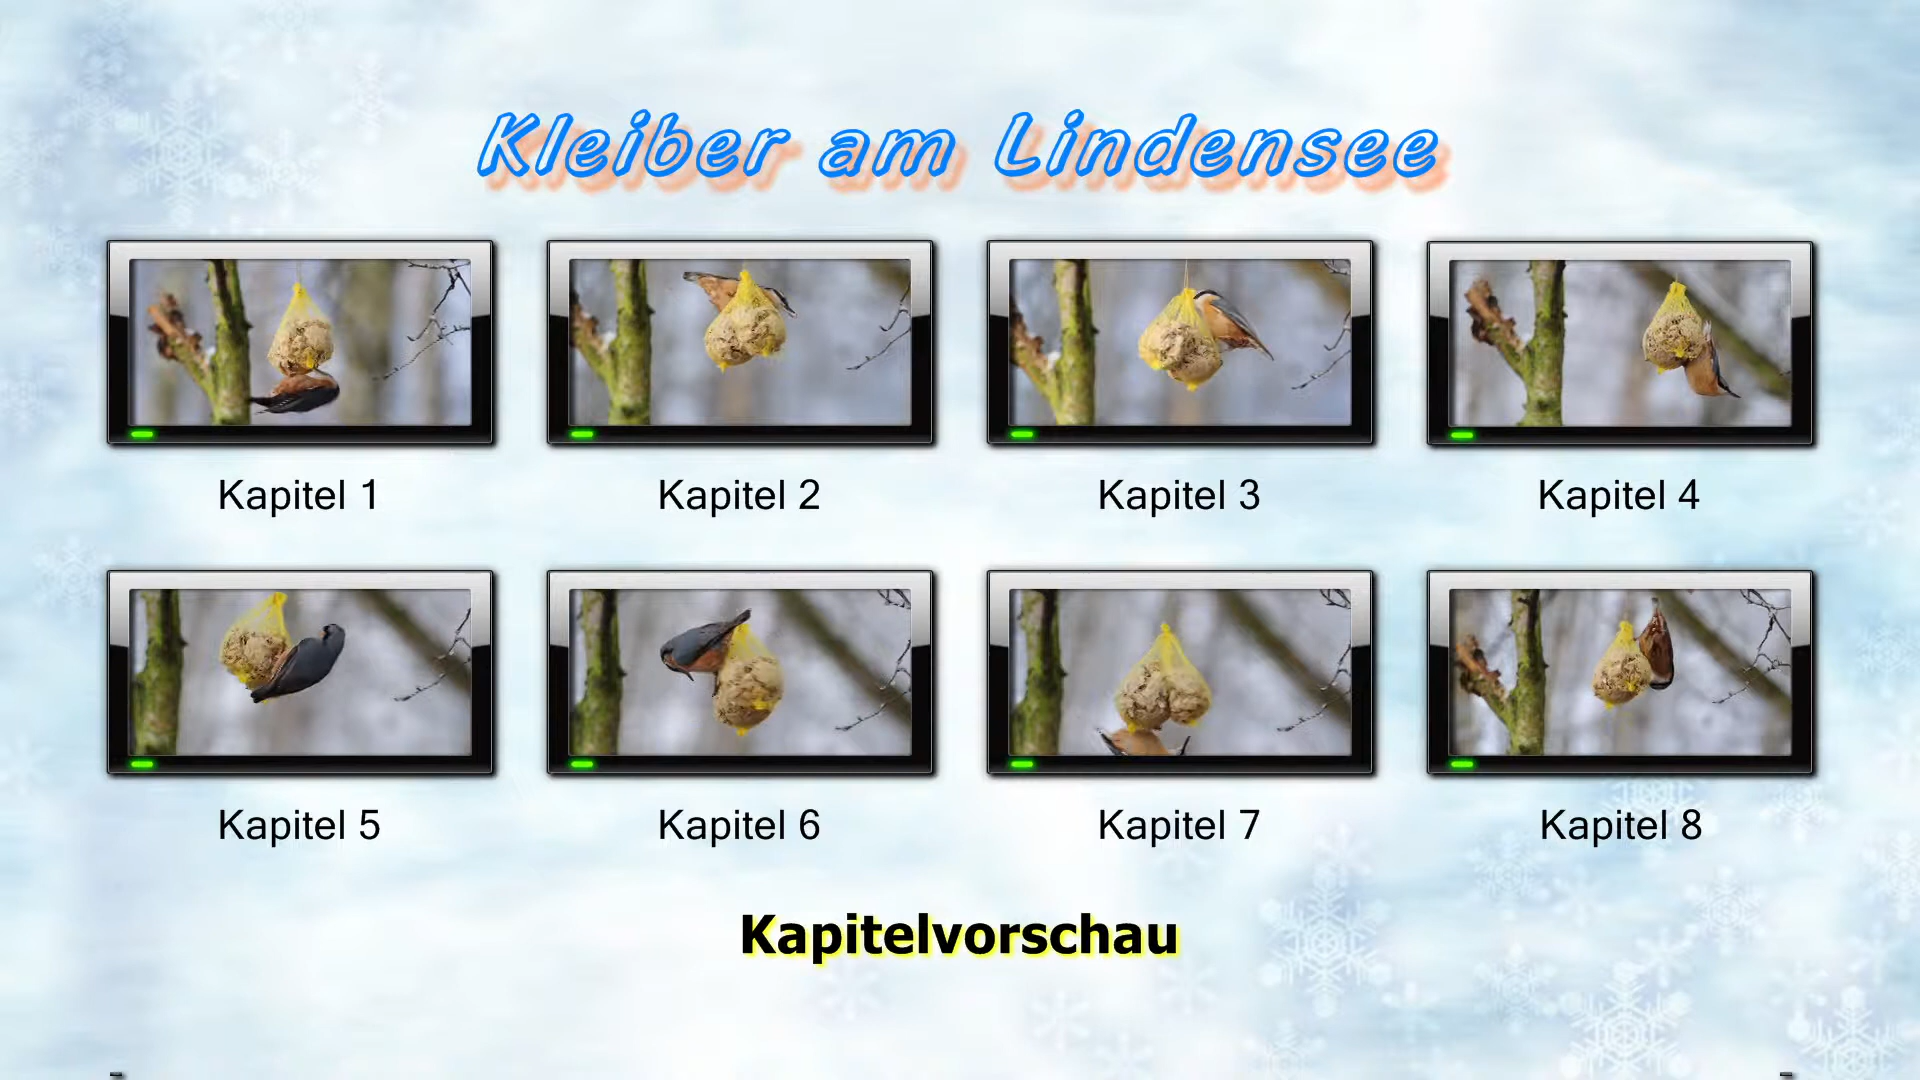 Kleiber am Lindensee
Kapitel 1
Kapitel 2
Kapitel 3
Kapitel 4
Kapitel 5
Kapitel 6
Kapitel 7
Kapitel 8
Kapitelvorschau